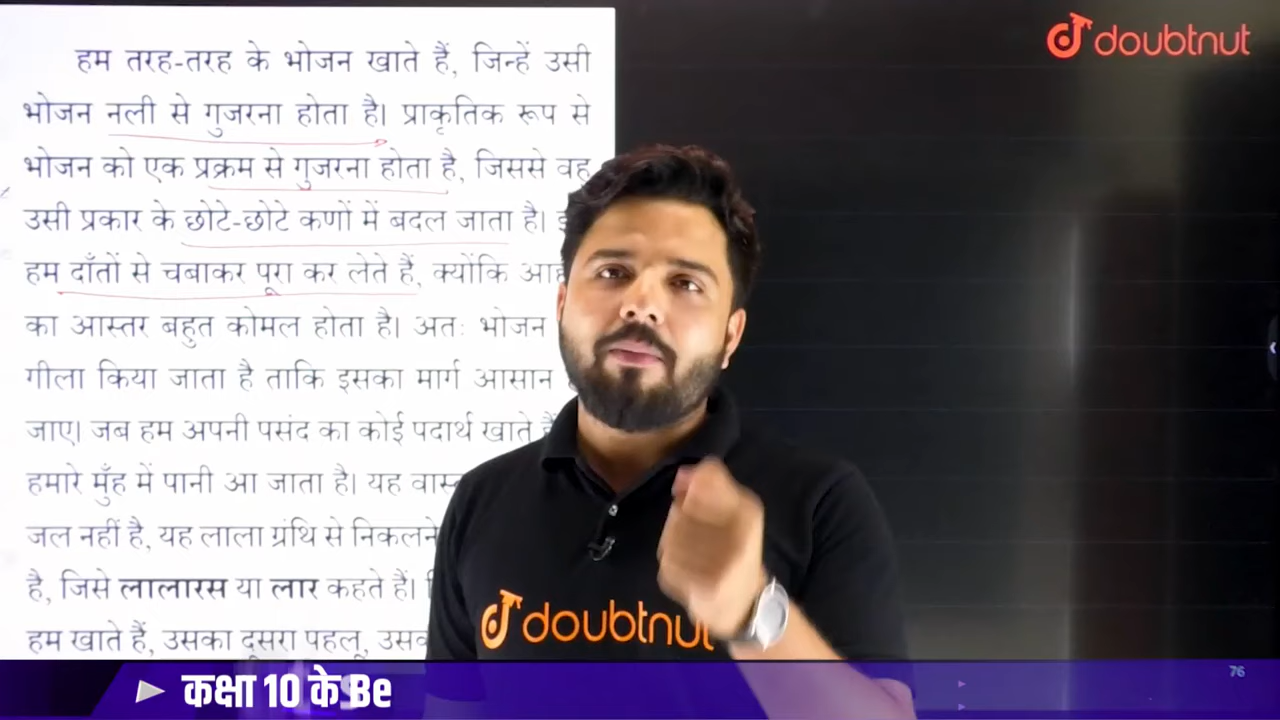 हम तरह-तरह के भोजन खाते हैं, जिन्हें उसी
भोजन नली से गुजरना होता है। प्राकृतिक रूप से
भोजन को एक प्रक्रम से गुजरना होता है, जिससे वह
उसी प्रकार के छोटे-छोटे कणों में बदल जाता है।
हम दाँतों से चबाकर पूरा कर लेते हैं, क्योंकि
का आस्तर बहुत कोमल होता है। अतः भोजन
गीला किया जाता है ताकि इसका मार्ग आसान
जाए। जब हम अपनी पसंद का कोई पदार्थ खाते
हमारे मुँह में पानी आ जाता है। यह
जल नहीं है, यह लाला ग्रंथि से निकलने
है, जिसे लालारस या लार कहते हैं।
हम खाते हैं, उसका दूसरा पहलू,
doubtnut
doubtnut
कक्षा 10 के Be
76